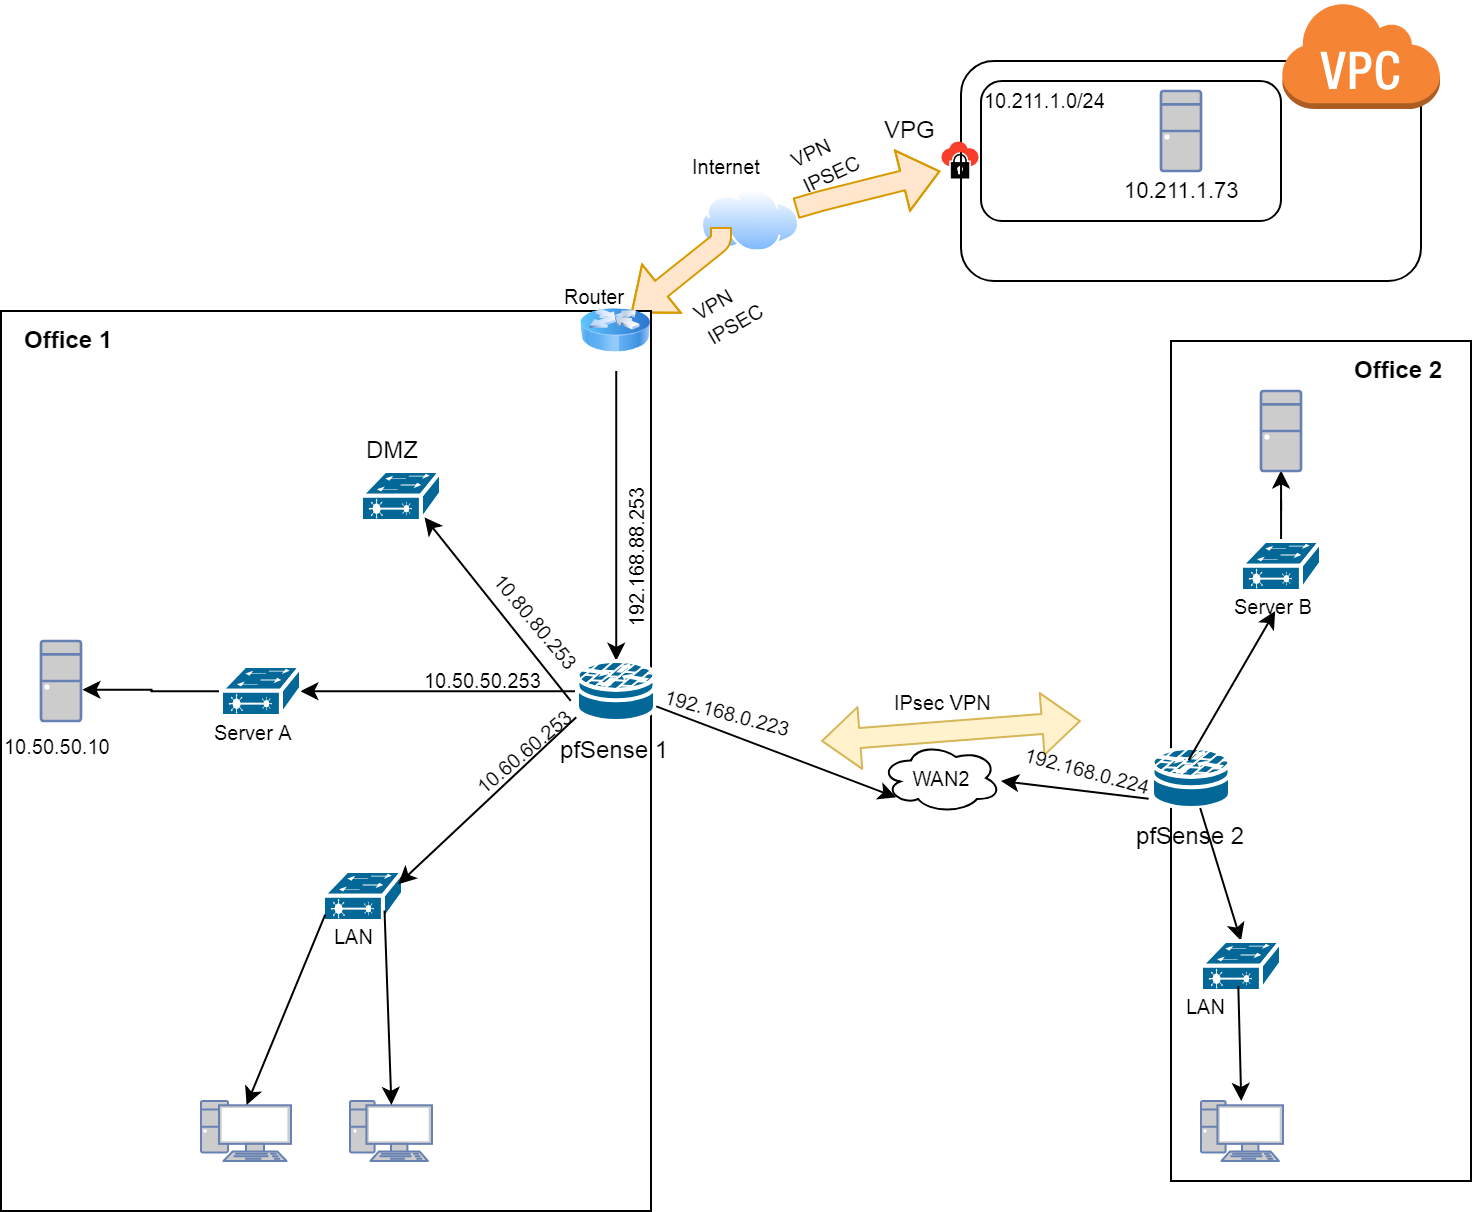 VPC
10.211.1.0/24
10.211.1.73
VPG
VPN
IPSEC
Internet
VPN
IPSEC
Router
Office 1
Office 2
DMZ
192.168.88.253
10.80.80.253
10.50.50.253
10.60.60.253
Server A
10.50.50.10
pfSense 1
192.168.0.223
IPsec VPN
WAN2
192.168.0.224
Server B
pfSense 2
LAN
LAN